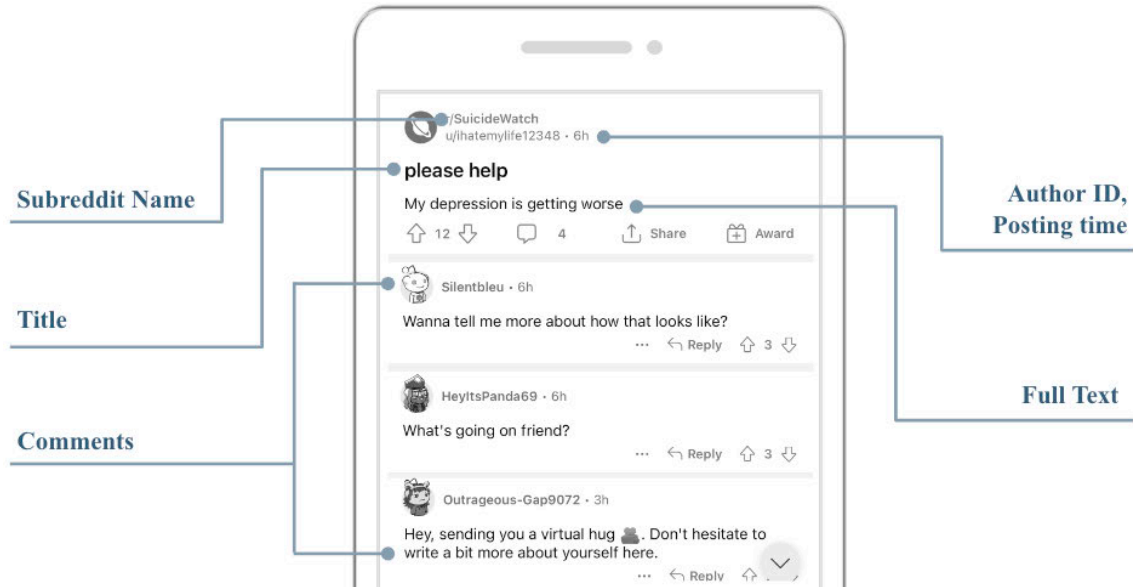 r/SuicideWatch
u/ihatemylife12348 • 6h
please help
Subreddit Name
My depression is getting worse
Author ID,
Posting time
12
4
Share
Award
Silentbleu • 6h
Title
Wanna tell me more about how that looks like?
... Reply 3
HeyItsPanda69 • 6h
Full Text
What's going on friend?
Comments
... Reply 3
Outrageous-Gap9072 • 3h
Hey, sending you a virtual hug 🫂. Don't hesitate to
write a bit more about yourself here.
... Reply